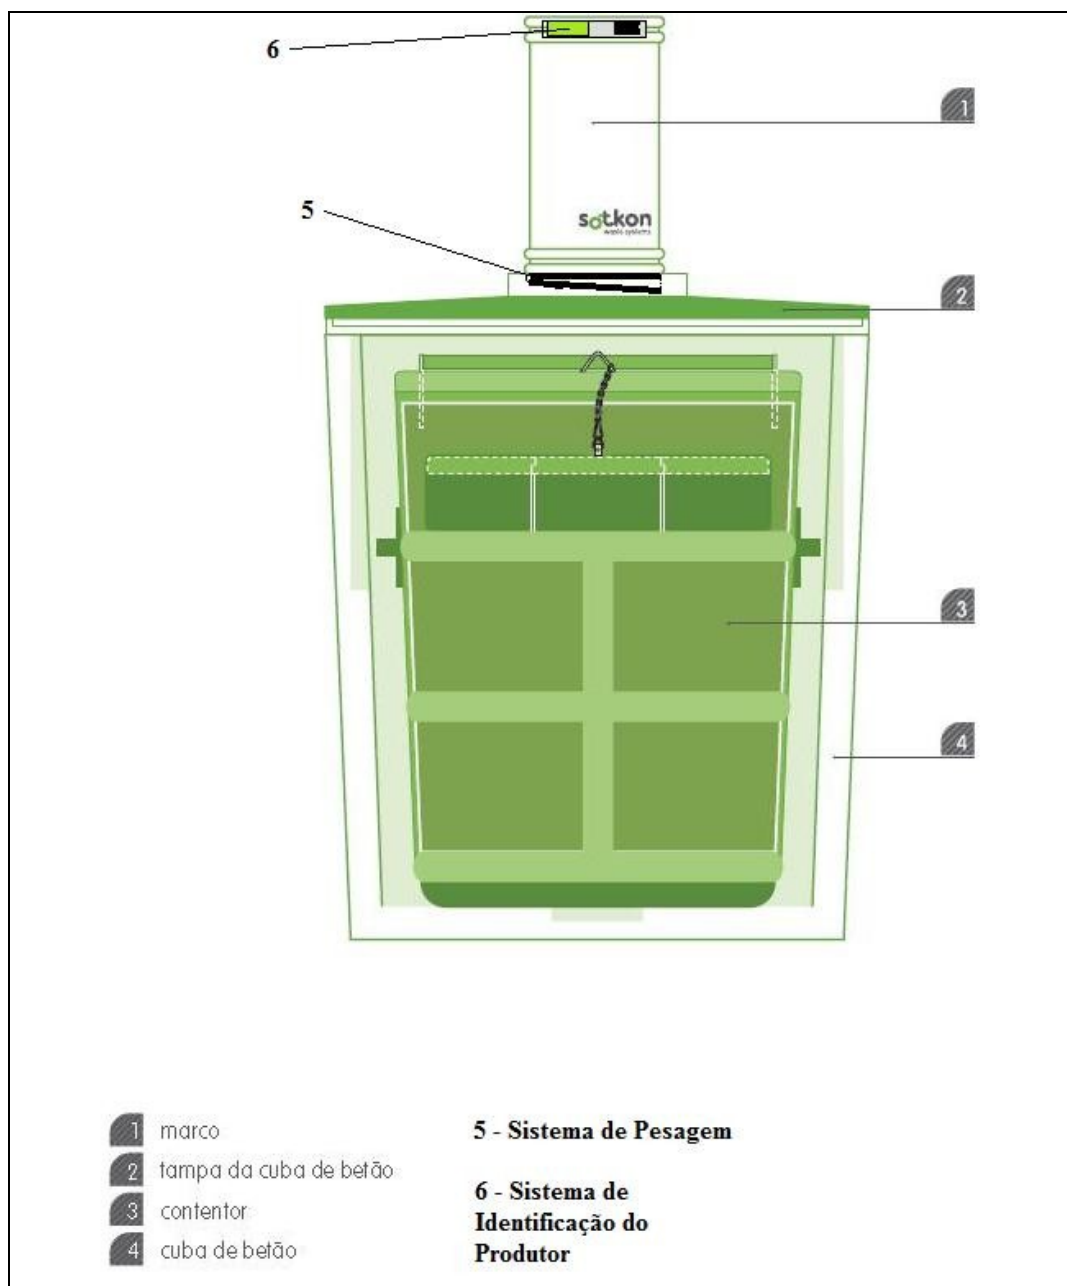 6
1
5
sotkon
waste systems
2
3
4
1 marco
2 tampa da cuba de betão
3 contentor
4 cuba de betão
5 - Sistema de Pesagem
6 - Sistema de
Identificação do
Produtor